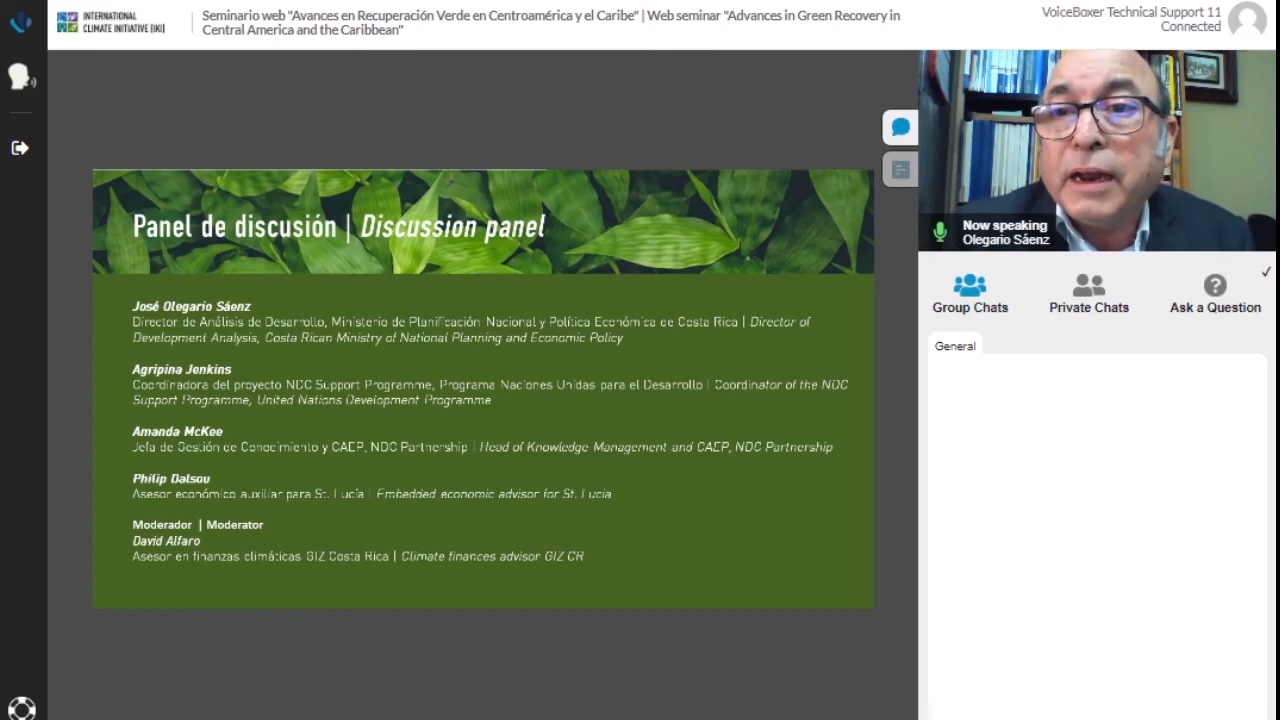 INTERNATIONAL
CLIMATE INITIATIVE (IKI)
Seminario web "Avances en Recuperación Verde en Centroamérica y el Caribe" | Web seminar "Advances in Green Recovery in
Central America and the Caribbean"
VoiceBoxer Technical Support 11
Connected
Panel de discusión | Discussion panel
José Olegario Sáenz
Director de Análisis de Desarrollo, Ministerio de Planificación Nacional y Política Económica de Costa Rica | Director of
Development Analysis, Costa Rican Ministry of National Planning and Economic Policy
Agripina Jenkins
Coordinadora del proyecto NDC Support Programme, Programa Naciones Unidas para el Desarrollo | Coordinator of the NDC
Support Programme, United Nations Development Programme
Amanda McKee
Jefa de Gestión de Conocimiento y CAEP, NDC Partnership | Head of Knowledge Management and CAEP, NDC Partnership
Philip Dalsou
Asesor económico auxiliar para St. Lucía | Embedded economic advisor for St. Lucia
Moderador | Moderator
David Alfaro
Asesor en finanzas climáticas GIZ Costa Rica | Climate finances advisor GIZ CR
Now speaking
Olegario Sáenz
Group Chats
Private Chats
Ask a Question
General